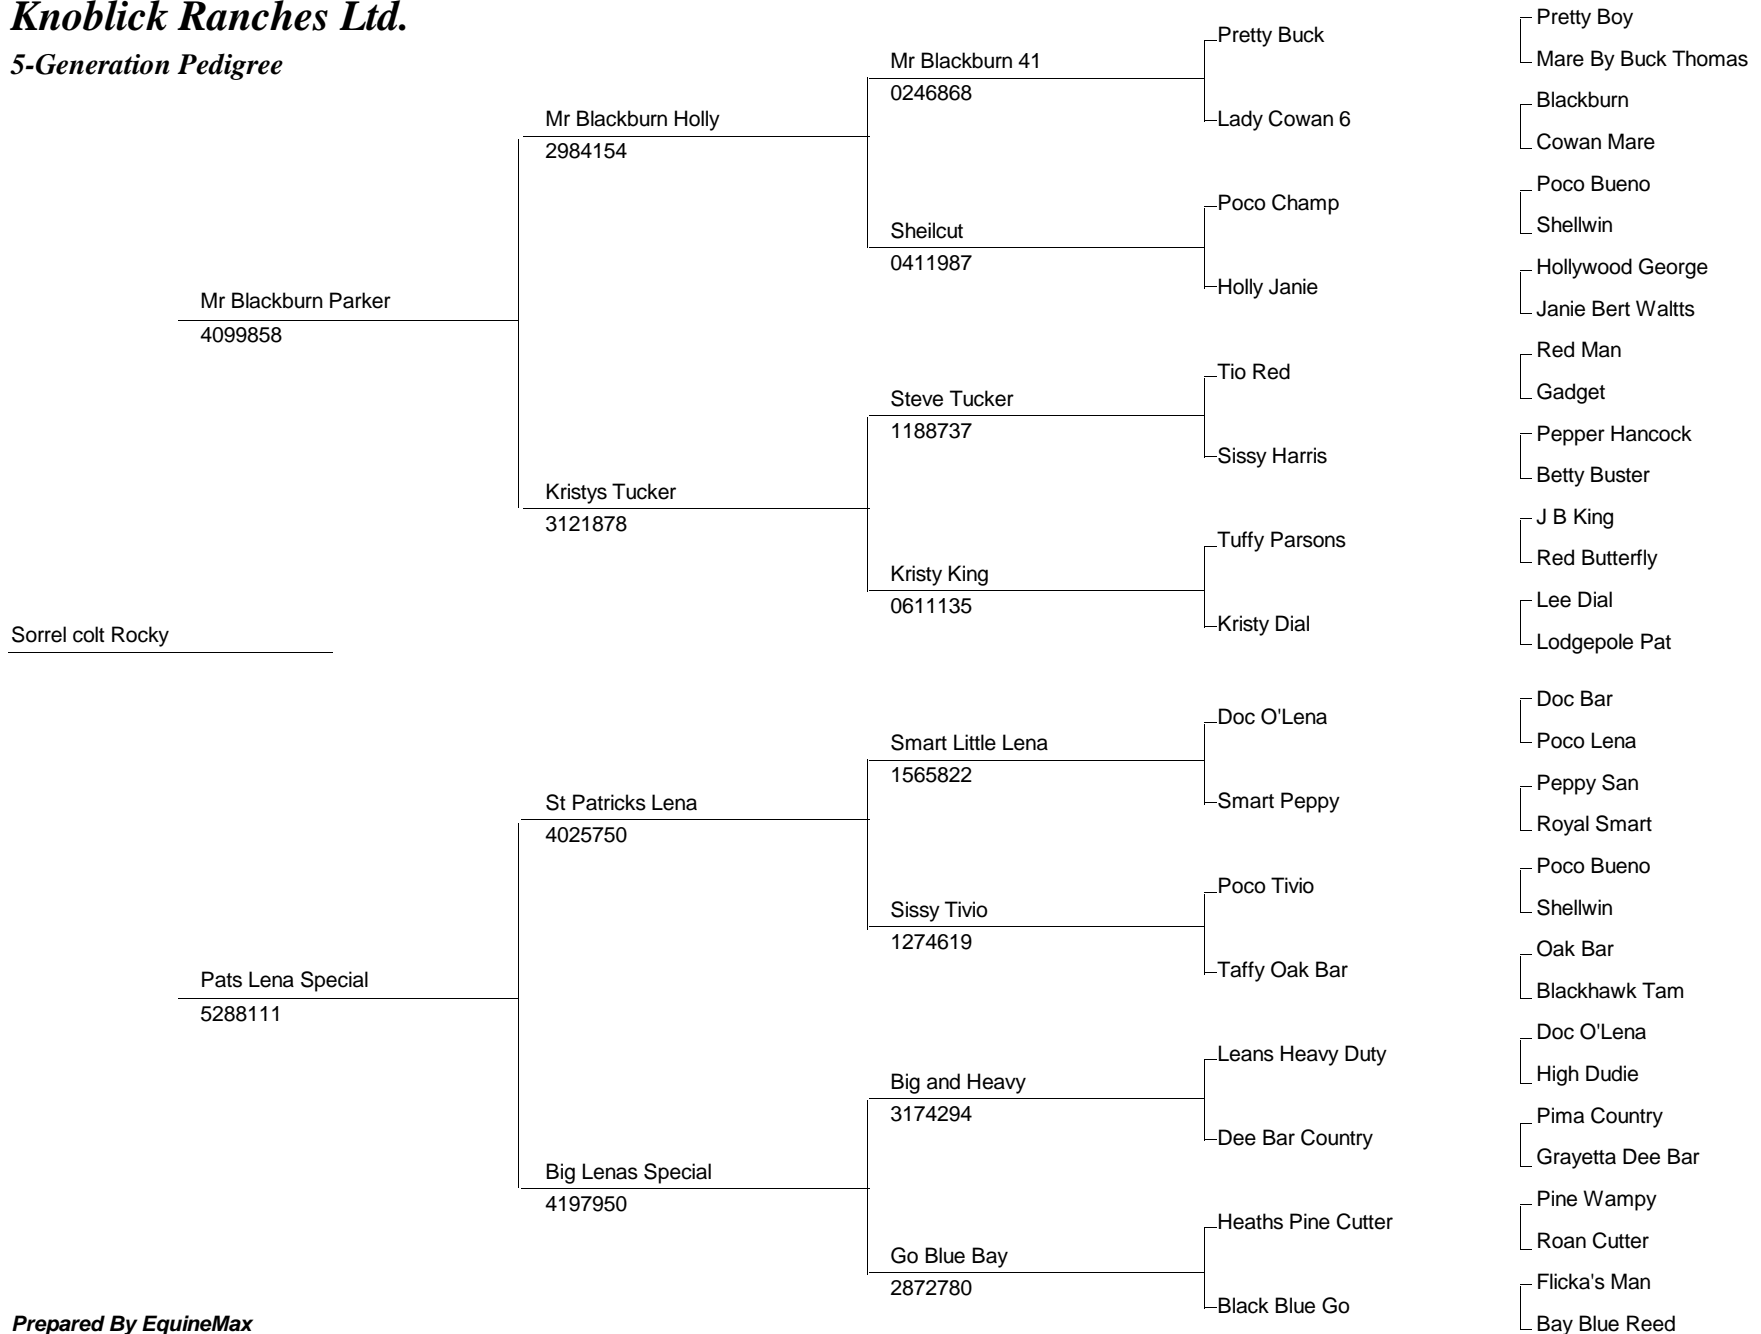 Knoblick Ranches Ltd.
5-Generation Pedigree
Sorrel colt Rocky
Mr Blackburn Parker
4099858
Pats Lena Special
5288111
Mr Blackburn Holly
2984154
Kristys Tucker
3121878
St Patricks Lena
4025750
Big Lenas Special
4197950
Mr Blackburn 41
0246868
Sheilcut
0411987
Steve Tucker
1188737
Kristy King
0611135
Smart Little Lena
1565822
Sissy Tivio
1274619
Big and Heavy
3174294
Go Blue Bay
2872780
Pretty Buck
Lady Cowan 6
Poco Champ
Holly Janie
Tio Red
Sissy Harris
Tuffy Parsons
Kristy Dial
Doc O'Lena
Smart Peppy
Poco Tivio
Taffy Oak Bar
Leans Heavy Duty
Dee Bar Country
Heaths Pine Cutter
Black Blue Go
Pretty Boy
Mare By Buck Thomas
Blackburn
Cowan Mare
Poco Bueno
Shellwin
Hollywood George
Janie Bert Waltts
Red Man
Gadget
Pepper Hancock
Betty Buster
J B King
Red Butterfly
Lee Dial
Lodgepole Pat
Doc Bar
Poco Lena
Peppy San
Royal Smart
Poco Bueno
Shellwin
Oak Bar
Blackhawk Tam
Doc O'Lena
High Dudie
Pima Country
Grayetta Dee Bar
Pine Wampy
Roan Cutter
Flicka's Man
Bay Blue Reed
Prepared By EquineMax